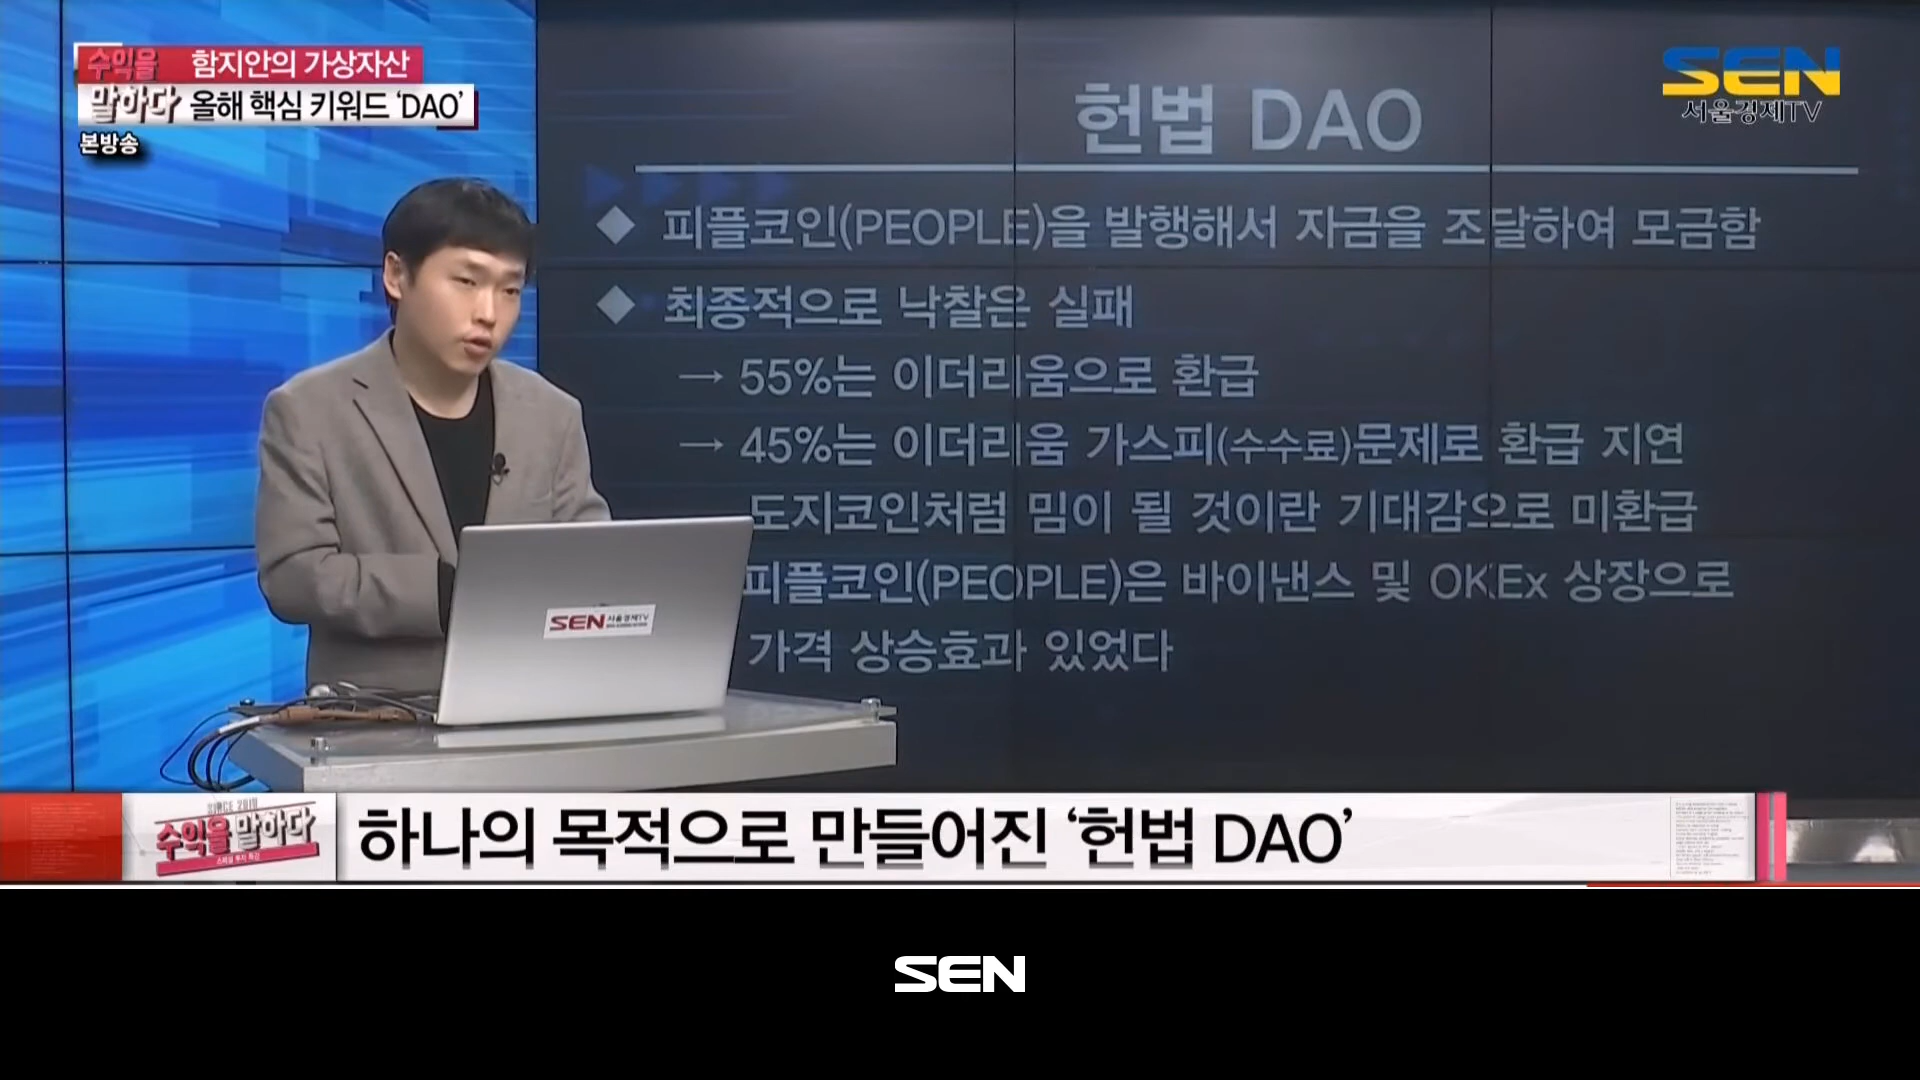 수익을 말하다
함지안의 가상자산
올해 핵심 키워드 ‘DAO’
본방송
SEN
서울경제TV
헌법 DAO
◆ 피플코인(PEOPLE)을 발행해서 자금을 조달하여 모금함
◆ 최종적으로 낙찰은 실패
→ 55%는 이더리움으로 환급
→ 45%는 이더리움 가스피(수수료)문제로 환급 지연
도지코인처럼 밈이 될 것이란 기대감으로 미환급
피플코인(PEOPLE)은 바이낸스 및 OKEx 상장으로
가격 상승효과 있었다
SEN 서울경제TV
SINCE 2010
수익을 말하다
하나의 목적으로 만들어진 ‘헌법 DAO’
SEN